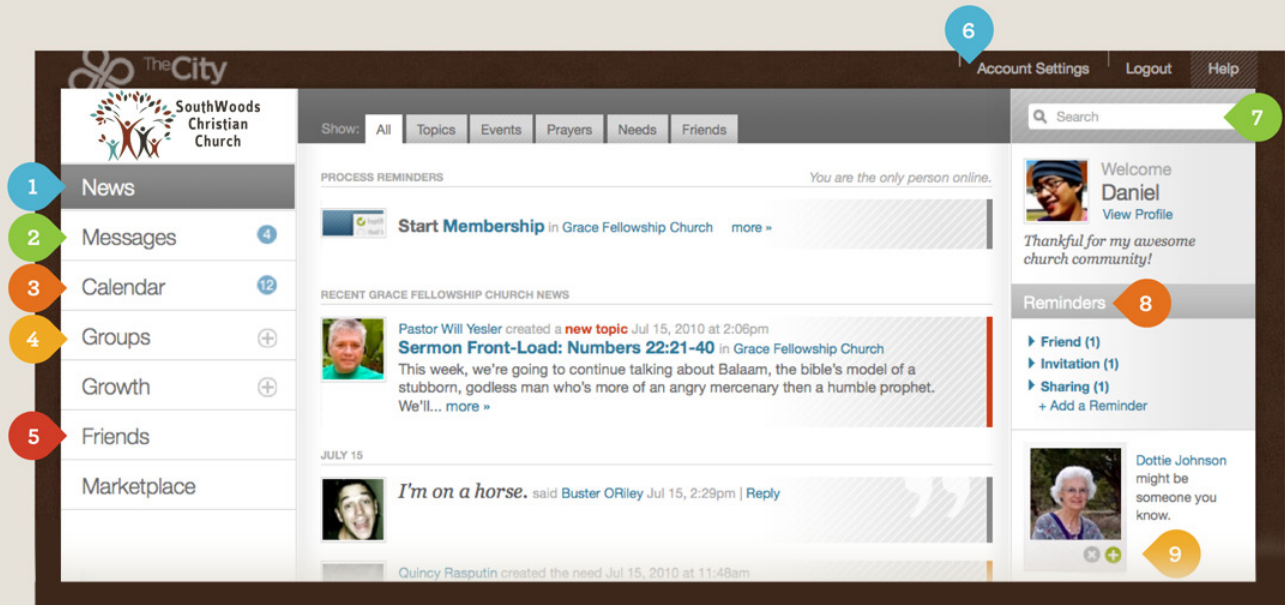 6
TheCity
Account Settings
Logout
Help
SouthWoods
Christian
Church
Show:
All
Topics
Events
Prayers
Needs
Friends
Search
7
1
News
2
Messages
4
3
Calendar
12
4
Groups
Growth
5
Friends
Marketplace
PROCESS REMINDERS
You are the only person online.
Start Membership in Grace Fellowship Church more »
RECENT GRACE FELLOWSHIP CHURCH NEWS
Pastor Will Yesler created a new topic Jul 15, 2010 at 2:06pm
Sermon Front-Load: Numbers 22:21-40 in Grace Fellowship Church
This week, we're going to continue talking about Balaam, the bible's model of a
stubborn, godless man who's more of an angry mercenary then a humble prophet.
We'll... more »
JULY 15
I'm on a horse. said Buster ORiley Jul 15, 2:29pm | Reply
Quincy Rasputin created the need Jul 15, 2010 at 11:48am
Welcome
Daniel
View Profile
Thankful for my awesome
church community!
Reminders
8
Friend (1)
Invitation (1)
Sharing (1)
+ Add a Reminder
Dottie Johnson
might be
someone you
know.
9